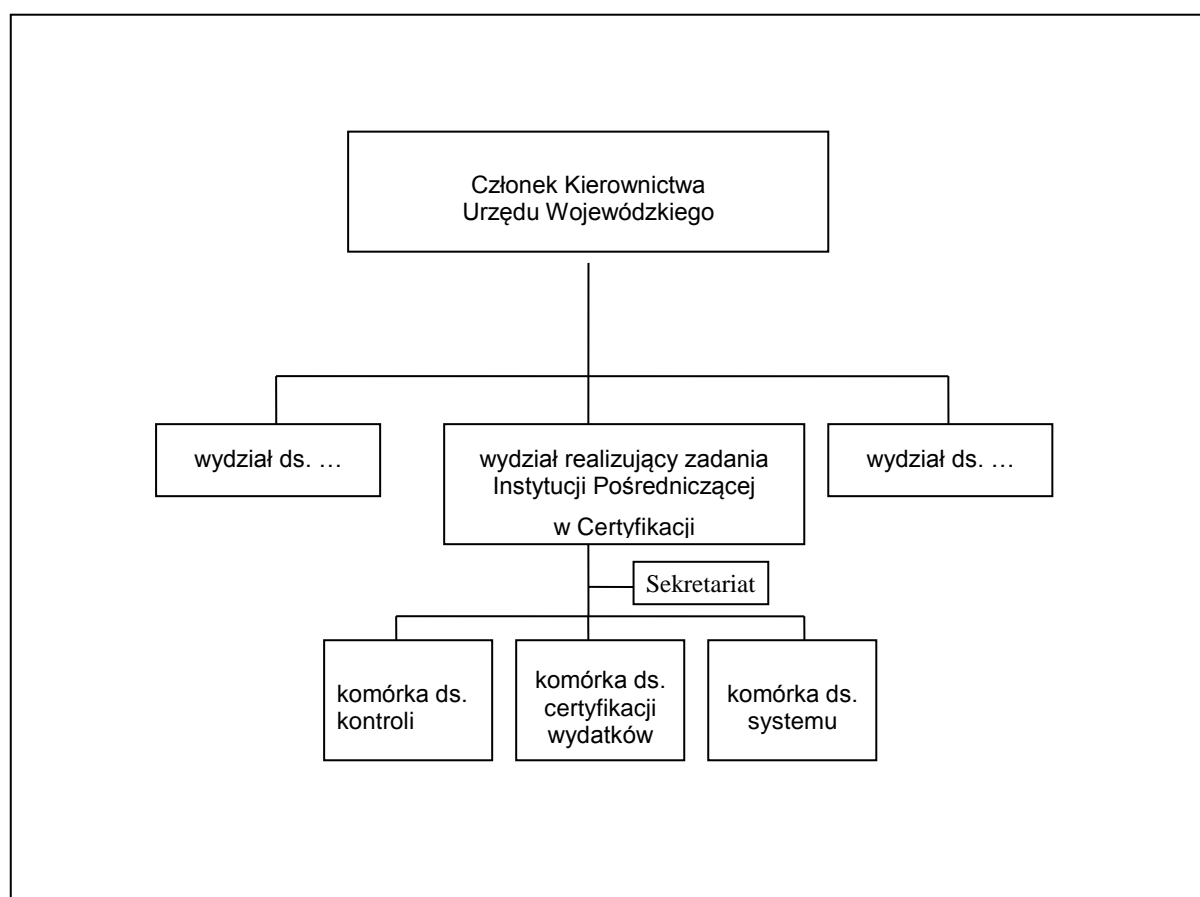 Członek Kierownictwa
Urzędu Wojewódzkiego
wydział ds. …
wydział realizujący zadania
Instytucji Pośredniczącej
w Certyfikacji
wydział ds. …
Sekretariat
komórka ds.
kontroli
komórka ds.
certyfikacji
wydatków
komórka ds.
systemu